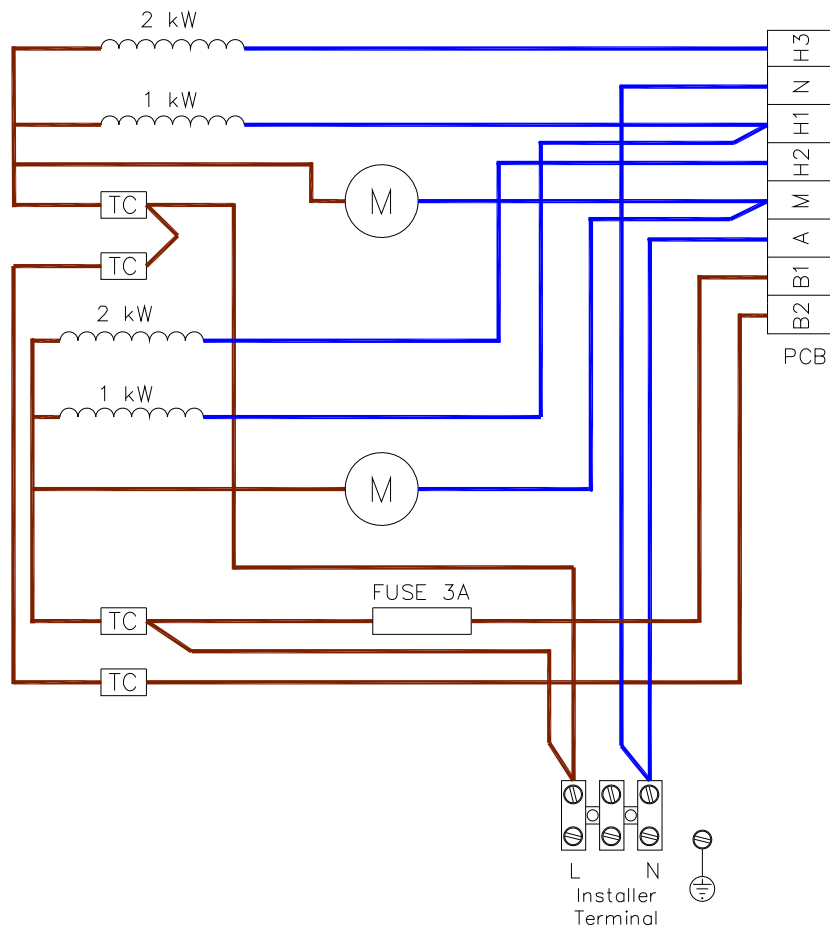 2 kW
H3
N
1 kW
H1
H2
TC
M
M
A
TC
B1
2 kW
B2
PCB
1 kW
M
FUSE 3A
TC
TC
L
N
Installer
Terminal